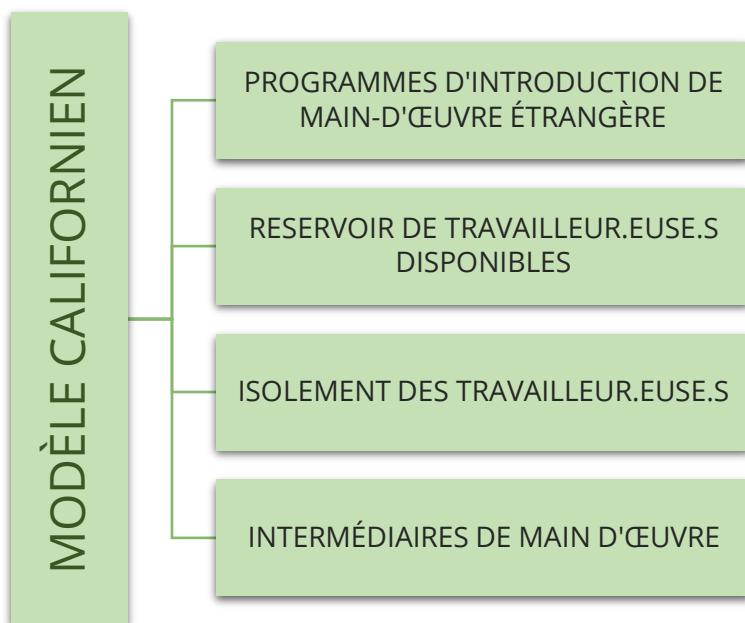 MODÈLE CALIFORNIEN
PROGRAMMES D'INTRODUCTION DE
MAIN-D'ŒUVRE ÉTRANGÈRE
RESERVOIR DE TRAVAILLEUR.EUSE.S
DISPONIBLES
ISOLEMENT DES TRAVAILLEUR.EUSE.S
INTERMÉDIAIRES DE MAIN D'ŒUVRE